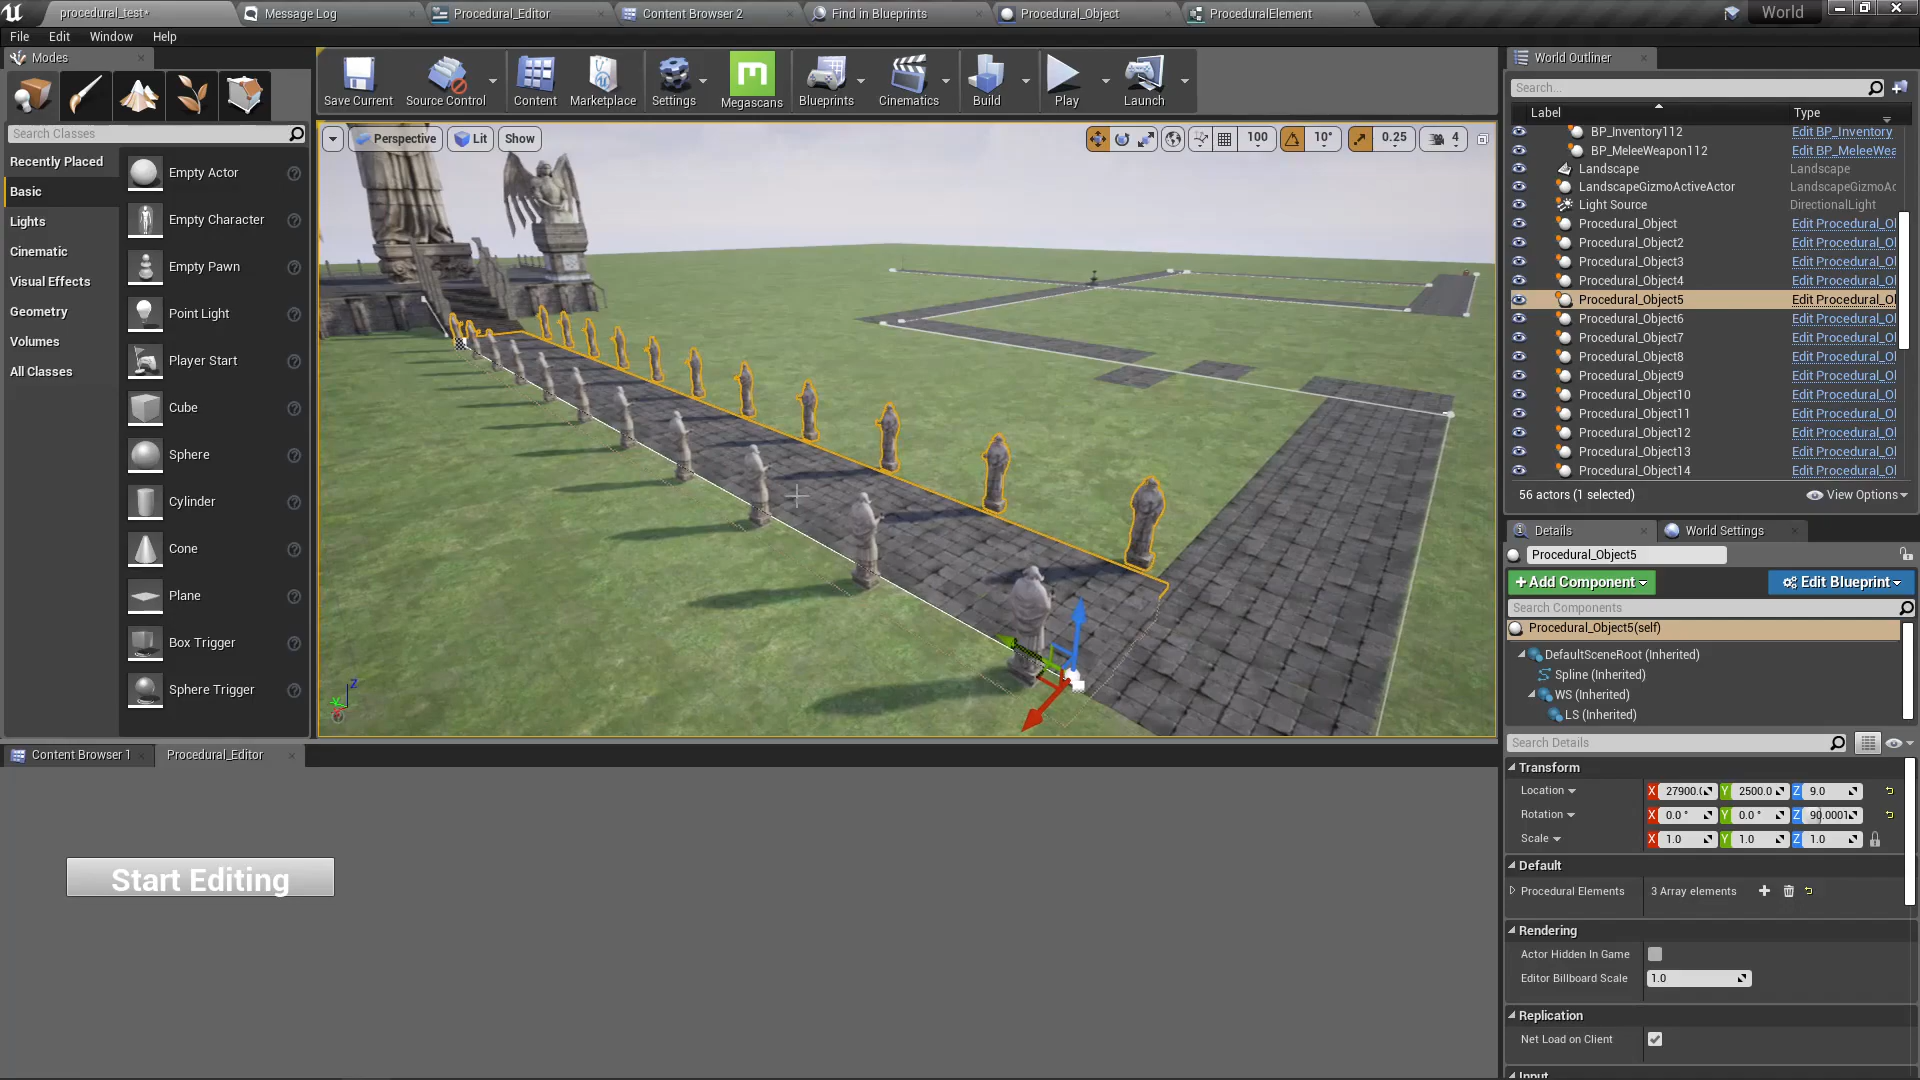 procedural_test*
Message Log
Procedural_Editor
Content Browser 2
Find in Blueprints
Procedural_Object
ProceduralElement
World
File
Edit
Window
Help
Modes
Search Classes
Recently Placed
Basic
Lights
Cinematic
Visual Effects
Geometry
Volumes
All Classes
Empty Actor
Empty Character
Empty Pawn
Point Light
Player Start
Cube
Sphere
Cylinder
Cone
Plane
Box Trigger
Sphere Trigger
Save Current
Source Control
Content
Marketplace
Settings
Megascans
Blueprints
Cinematics
Build
Play
Launch
Perspective
Lit
Show
100
10°
0.25
4
Z
Content Browser 1
Procedural_Editor
Start Editing
World Outliner
Search...
Label
Type
BP_Inventory112
Edit BP_Inventory
BP_MeleeWeapon112
Edit BP_MeleeWea
Landscape
Landscape
LandscapeGizmoActiveActor
LandscapeGizmoAc
Light Source
DirectionalLight
Procedural_Object
Edit Procedural_Ol
Procedural_Object2
Edit Procedural_Ol
Procedural_Object3
Edit Procedural_Ol
Procedural_Object4
Edit Procedural_Ol
Procedural_Object5
Edit Procedural_Ol
Procedural_Object6
Edit Procedural_Ol
Procedural_Object7
Edit Procedural_Ol
Procedural_Object8
Edit Procedural_Ol
Procedural_Object9
Edit Procedural_Ol
Procedural_Object10
Edit Procedural_Ol
Procedural_Object11
Edit Procedural_Ol
Procedural_Object12
Edit Procedural_Ol
Procedural_Object13
Edit Procedural_Ol
Procedural_Object14
Edit Procedural_Ol
56 actors (1 selected)
View Options
Details
World Settings
Procedural_Object5
+Add Component
Edit Blueprint
Search Components
Procedural_Object5(self)
DefaultSceneRoot (Inherited)
Spline (Inherited)
WS (Inherited)
LS (Inherited)
Search Details
Transform
Location
X 27900.( Y 2500.0 Z 9.0
Rotation
X 0.0 ° Y 0.0 ° Z 90.0001
Scale
X 1.0 Y 1.0 Z 1.0
Default
Procedural Elements
3 Array elements
Rendering
Actor Hidden In Game
Editor Billboard Scale
1.0
Replication
Net Load on Client
Input